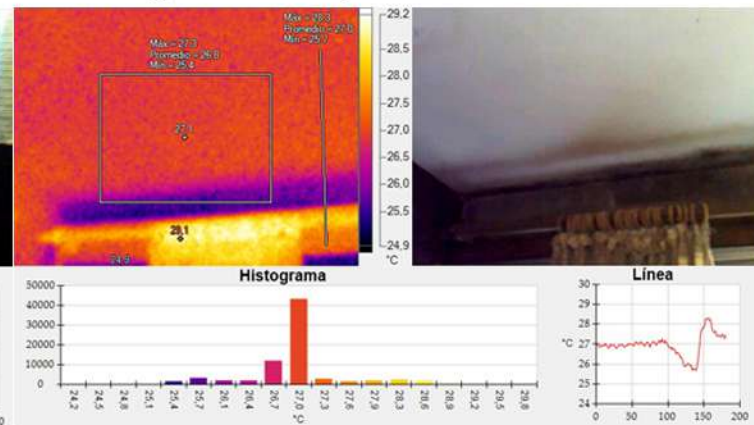 Máx = 27,3
Promedio = 26,8
Mín = 25,4
Máx = 28,3
Promedio = 27,0
Mín = 25,7
27,1
29,1
24,9
29,2
28,5
28,0
27,5
27,0
26,5
26,0
25,5
24,9
°C
Histograma
50000
40000
30000
20000
10000
0
24,2 24,5 24,8 25,1 25,4 25,7 26,1 26,4 26,7 27,0 27,3 27,6 27,9 28,3 28,6 28,9 29,2 29,5 29,8
°C
Línea
30
29
28
27
26
25
24
°C
0 50 100 150 200